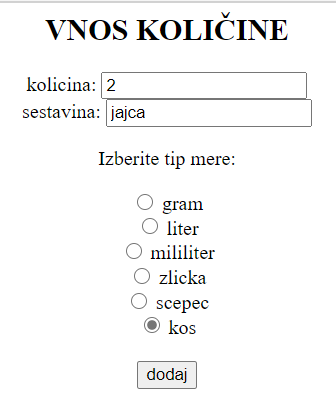 VNOS KOLIČINE
kolicina: 2
sestavina: jajca
Izberite tip mere:
gram
liter
mililiter
zlicka
scepec
kos
dodaj